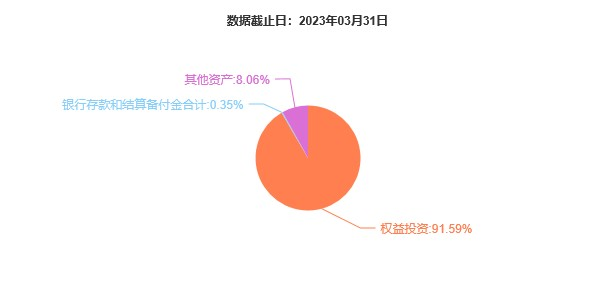 数据截止日：2023年03月31日
其他资产:8.06%
银行存款和结算备付金合计:0.35%
权益投资:91.59%